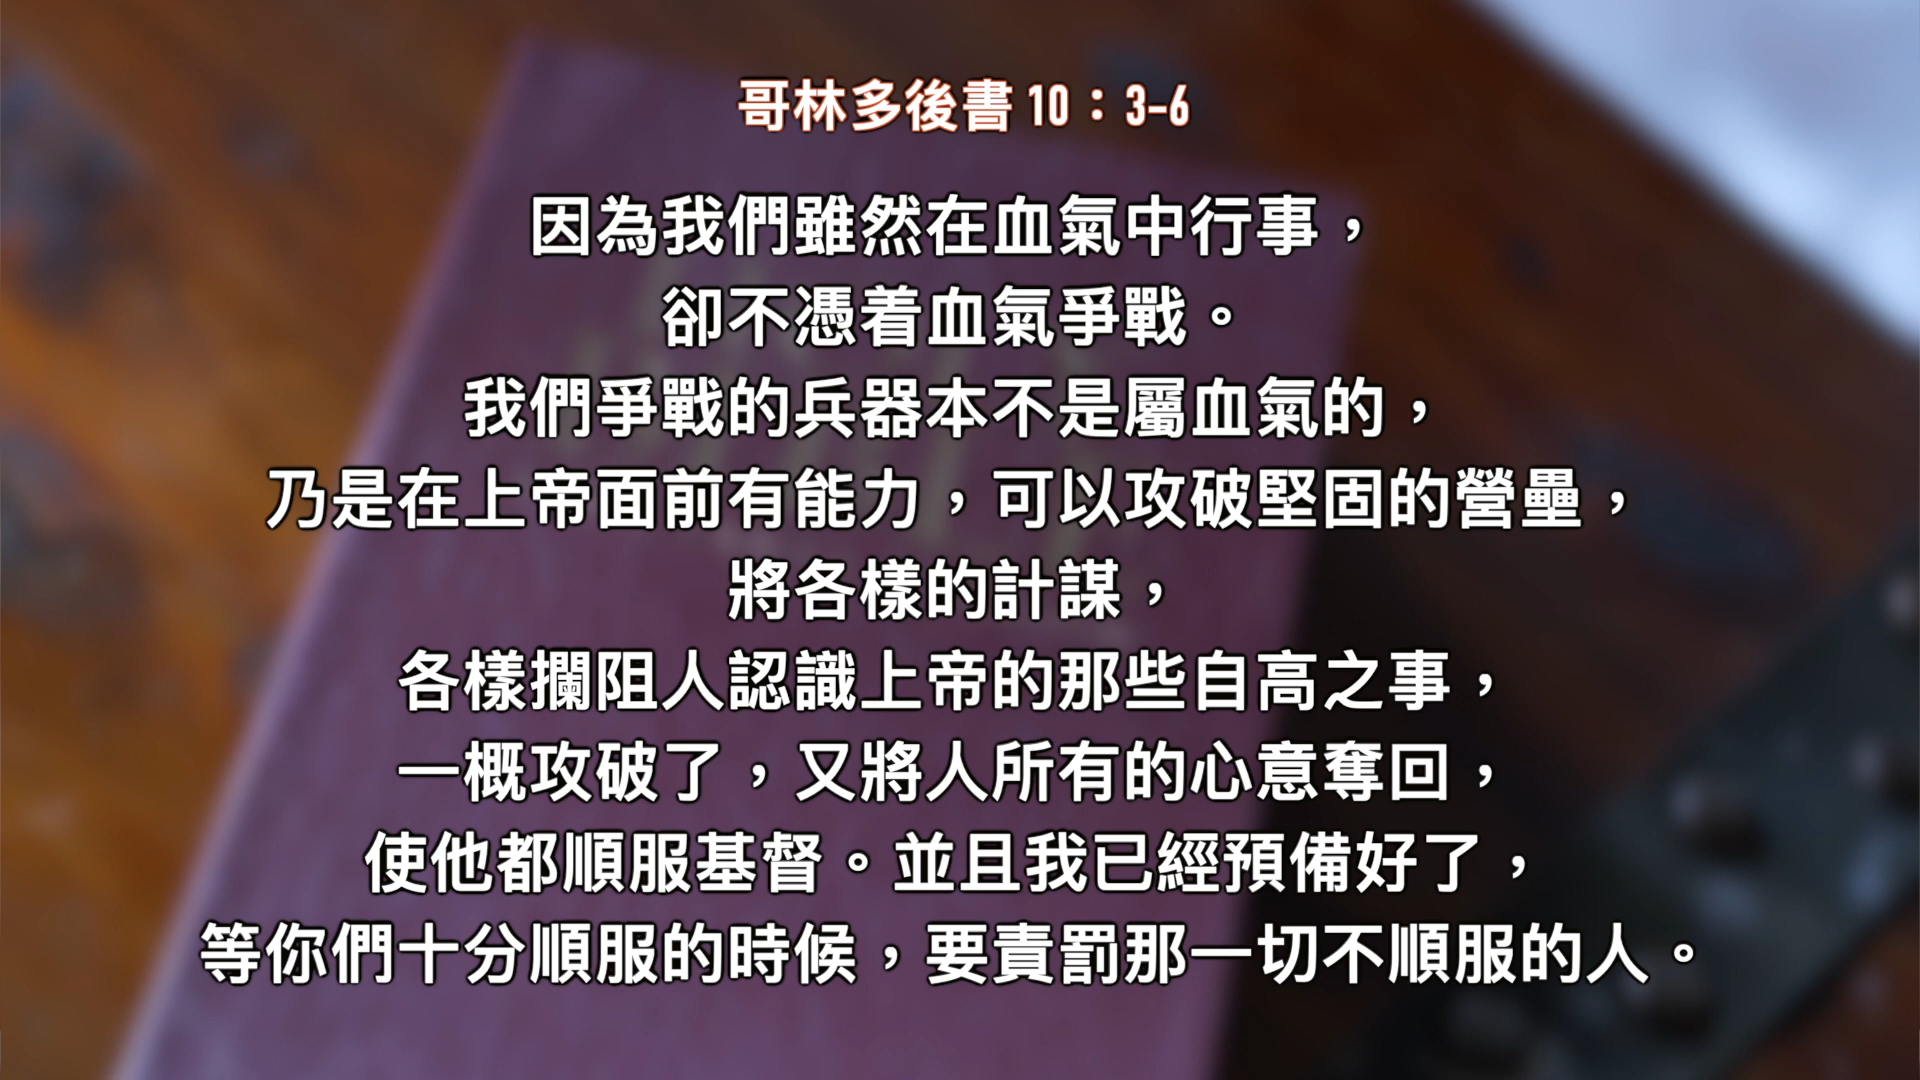 哥林多後書 10：3-6
因為我們雖然在血氣中行事，
卻不憑着血氣爭戰。
我們爭戰的兵器本不是屬血氣的，
乃是在上帝面前有能力，可以攻破堅固的營壘，
將各樣的計謀，
各樣攔阻人認識上帝的那些自高之事，
一概攻破了，又將人所有的心意奪回，
使他都順服基督。並且我已經預備好了，
等你們十分順服的時候，要責罰那一切不順服的人。